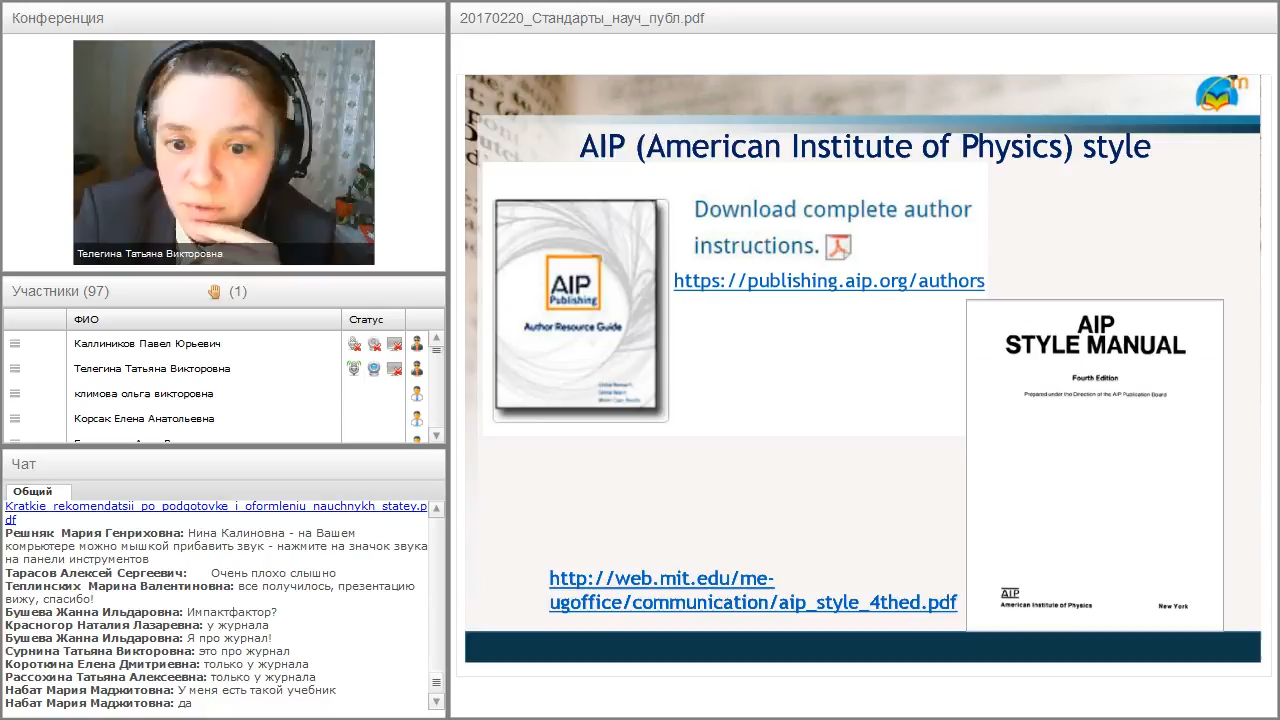 Конференция
Телегина Татьяна Викторовна
Участники (97)
(1)
ФИО
Статус
Каллиников Павел Юрьевич
Телегина Татьяна Викторовна
климова ольга викторовна
Корсак Елена Анатольевна
Чат
Общий
Kratkie_rekomendatsii_po_podgotovke_i_oformleniu_nauchnykh_statey.p
df
Решняк Мария Генриховна: Нина Калиновна - на Вашем
комрьютере можно мышкой прибавить звук - нажмите на значок звука
на панели инструментов
Тарасов Алексей Сергеевич: Очень плохо слышно
Теплинских Марина Валентиновна: все получилось, презентацию
вижу, спасибо!
Бушева Жанна Ильдаровна: Импактфактор?
Красногор Наталия Лазаревна: у журнала
Бушева Жанна Ильдаровна: Я про журнал!
Сурнина Татьяна Викторовна: это про журнал
Короткина Елена Дмитриевна: только у журнала
Рассохина Татьяна Алексеевна: только у журнала
Набат Мария Маджитовна: У меня есть такой учебник
Набат Мария Маджитовна: да
20170220_Стандарты_науч_публ.pdf
AIP (American Institute of Physics) style
AIP
Publishing
Author Resource Guide
Download complete author
instructions.
https://publishing.aip.org/authors
AIP
STYLE MANUAL
Fourth Edition
Prepared under the Direction of the AIP Publication Board
AIP
American Institute of Physics
New York
http://web.mit.edu/me-
ugoffice/communication/aip_style_4thed.pdf